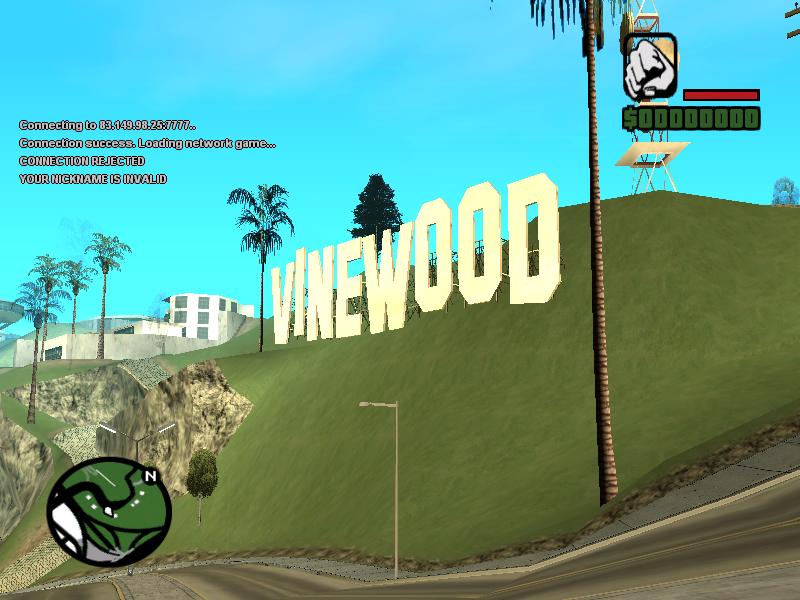 Connecting to 83.149.98.25:7777..
Connection success. Loading network game...
CONNECTION REJECTED
YOUR NICKNAME IS INVALID
$00000000
VINEWOOD
N